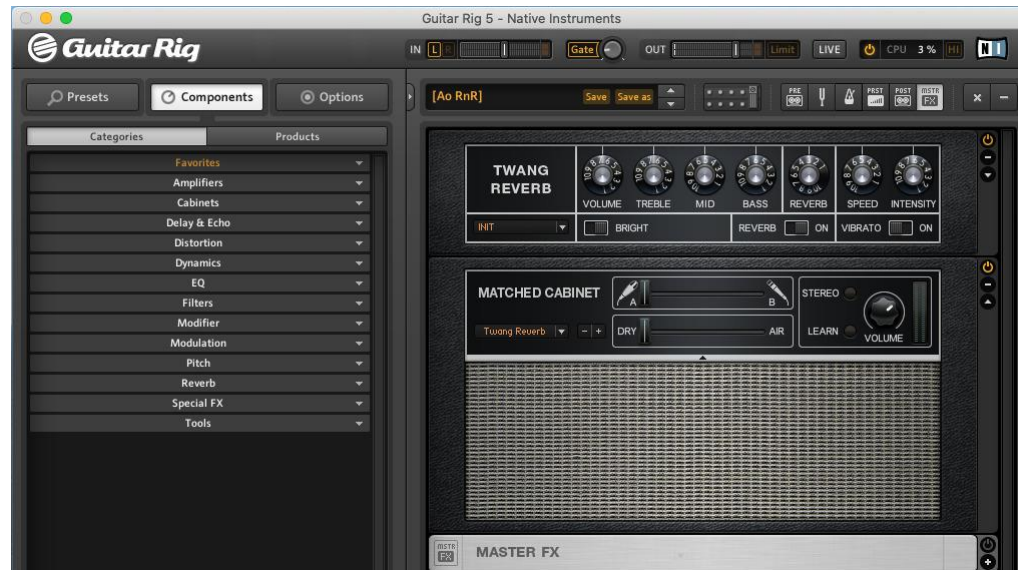 Guitar Rig 5 - Native Instruments
Guitar Rig
IN L R Gate OUT Limit LIVE CPU 3 % HI NI
Presets Components Options
[Ao RnR] Save Save as PRE PRST POST MSTR FX
Categories Products
Favorites
Amplifiers
Cabinets
Delay & Echo
Distortion
Dynamics
EQ
Filters
Modifier
Modulation
Pitch
Reverb
Special FX
Tools
TWANG
REVERB
VOLUME TREBLE MID BASS REVERB SPEED INTENSITY
INIT BRIGHT REVERB ON VIBRATO ON
MATCHED CABINET A B STEREO
Twang Reverb - + DRY AIR LEARN VOLUME
MSTR FX MASTER FX